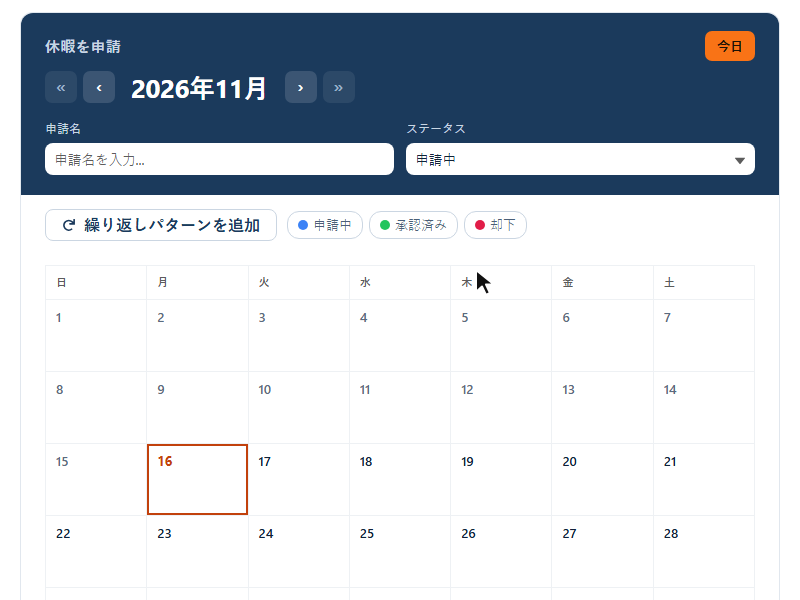 休暇を申請
今日
« ‹ 2026年11月 › »
申請名
ステータス
申請名を入力...
申請中
繰り返しパターンを追加
申請中
承認済み
却下
日 月 火 水 木 金 土
1 2 3 4 5 6 7
8 9 10 11 12 13 14
15 16 17 18 19 20 21
22 23 24 25 26 27 28